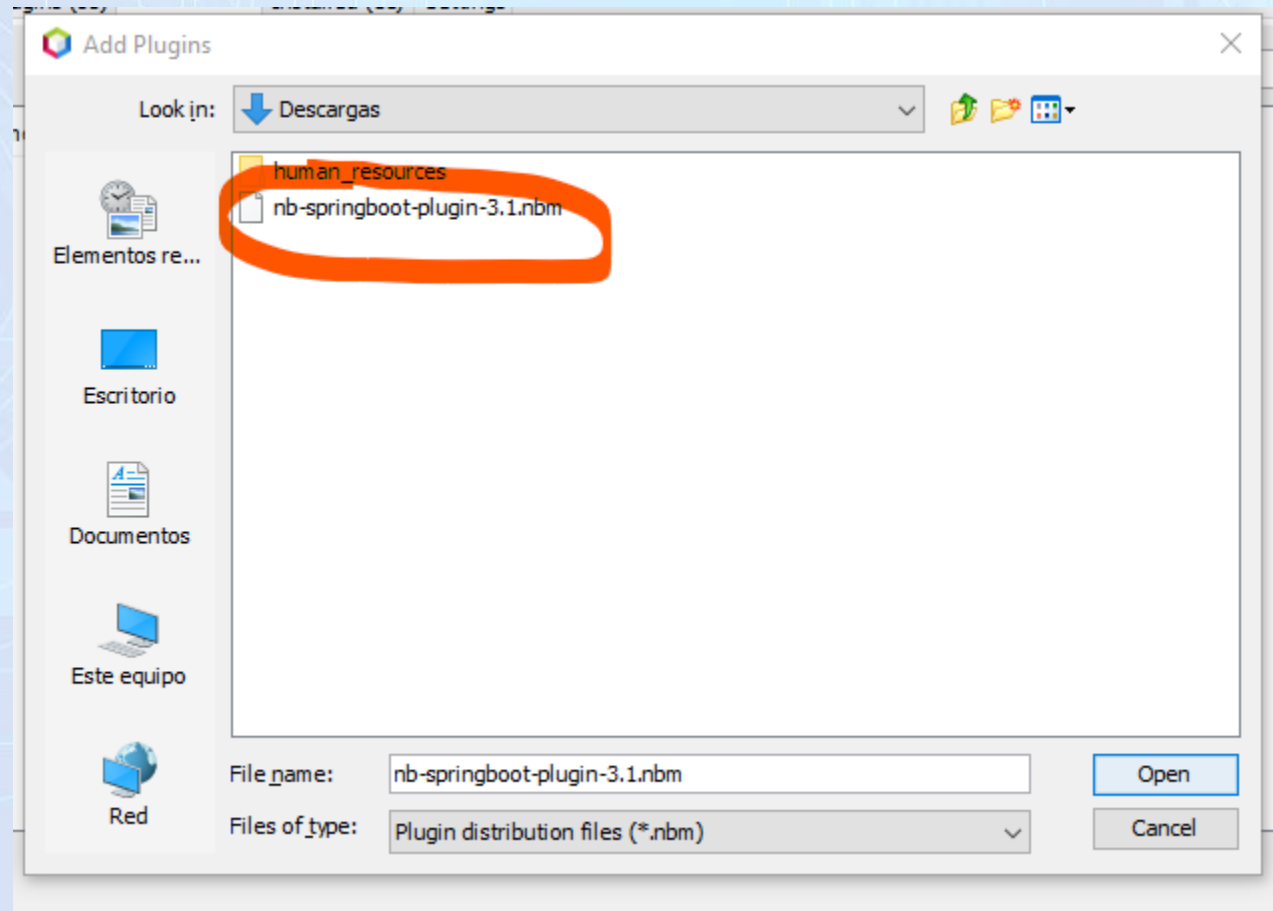 Add Plugins
Look in:
Descargas
human_resources
nb-springboot-plugin-3.1.nbm
Elementos re...
Escritorio
Documentos
Este equipo
Red
File name:
nb-springboot-plugin-3.1.nbm
Open
Files of type:
Plugin distribution files (*.nbm)
Cancel